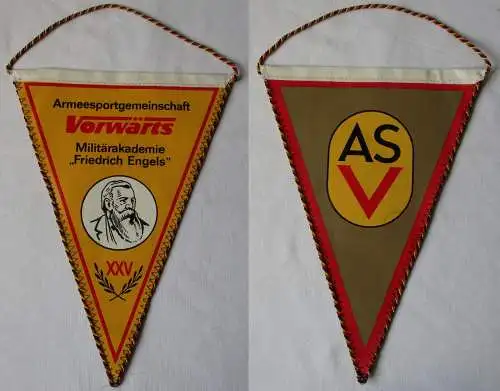 Armeesportgemeinschaft
Vorwärts
Militärakademie
„Friedrich Engels"
XXV
AS
V